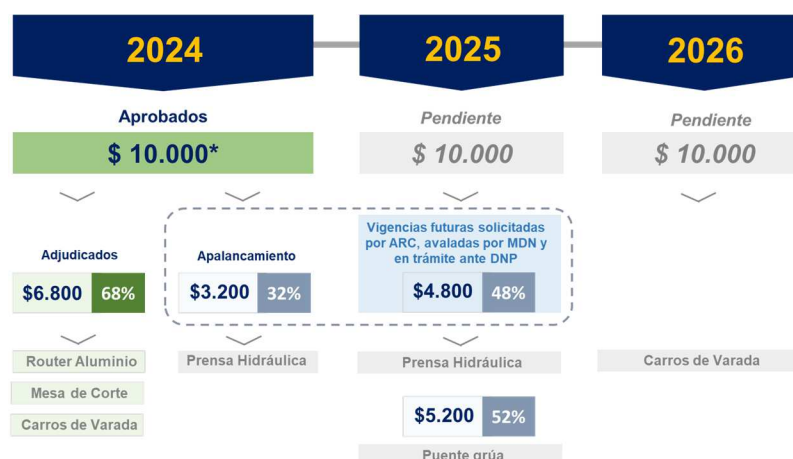 2024
2025
2026
Aprobados
Pendiente
Pendiente
$ 10.000*
$ 10.000
$ 10.000
Vigencias futuras solicitadas
por ARC, avaladas por MDN y
en trámite ante DNP
Adjudicados
Apalancamiento
$6.800 68%
$3.200 32%
$4.800 48%
Router Aluminio
Prensa Hidráulica
Prensa Hidráulica
Carros de Varada
Mesa de Corte
Carros de Varada
$5.200 52%
Puente grúa